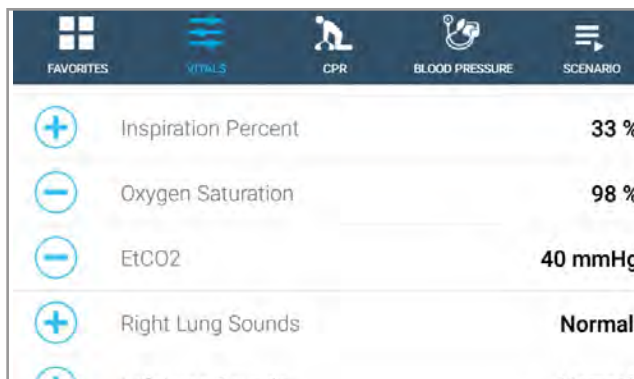 FAVORITES VITALS CPR BLOOD PRESSURE SCENARIO
Inspiration Percent 33 %
Oxygen Saturation 98 %
EtCO2 40 mmHg
Right Lung Sounds Normal